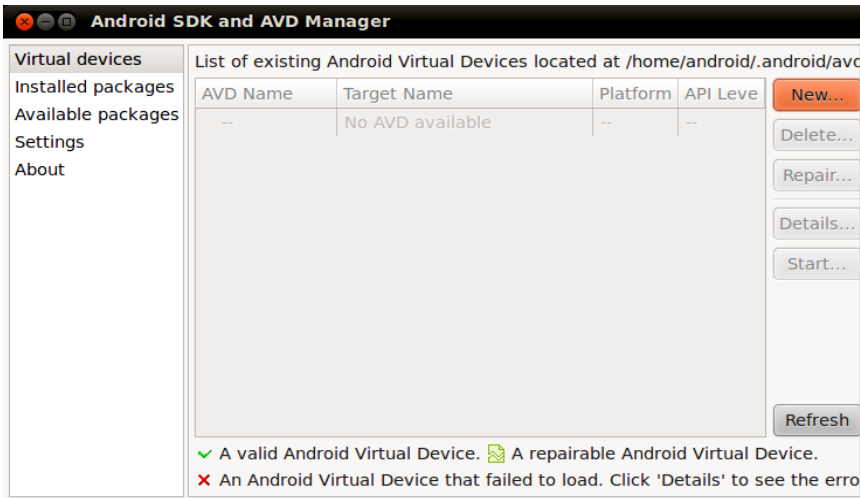 Android SDK and AVD Manager
Virtual devices
Installed packages
Available packages
Settings
About
List of existing Android Virtual Devices located at /home/android/.android/avd
AVD Name Target Name Platform API Leve
-- No AVD available -- --
New...
Delete...
Repair...
Details...
Start...
Refresh
A valid Android Virtual Device. A repairable Android Virtual Device.
An Android Virtual Device that failed to load. Click 'Details' to see the erro